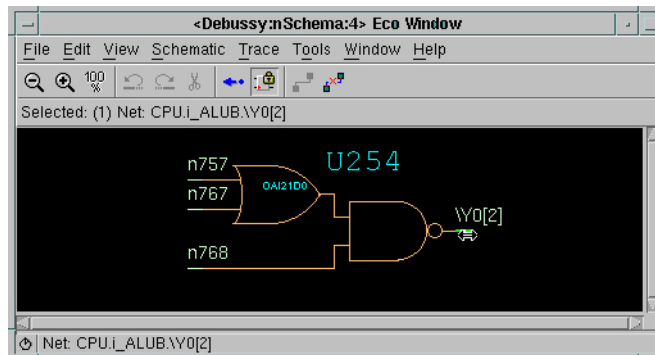 <Debussy:nSchema:4> Eco Window
File Edit View Schematic Trace Tools Window Help
100
%
Selected: (1) Net: CPU.i_ALUB.\Y0[2]
U254
n757
OAI21D0
n767
\Y0[2]
n768
Net: CPU.i_ALUB.\Y0[2]